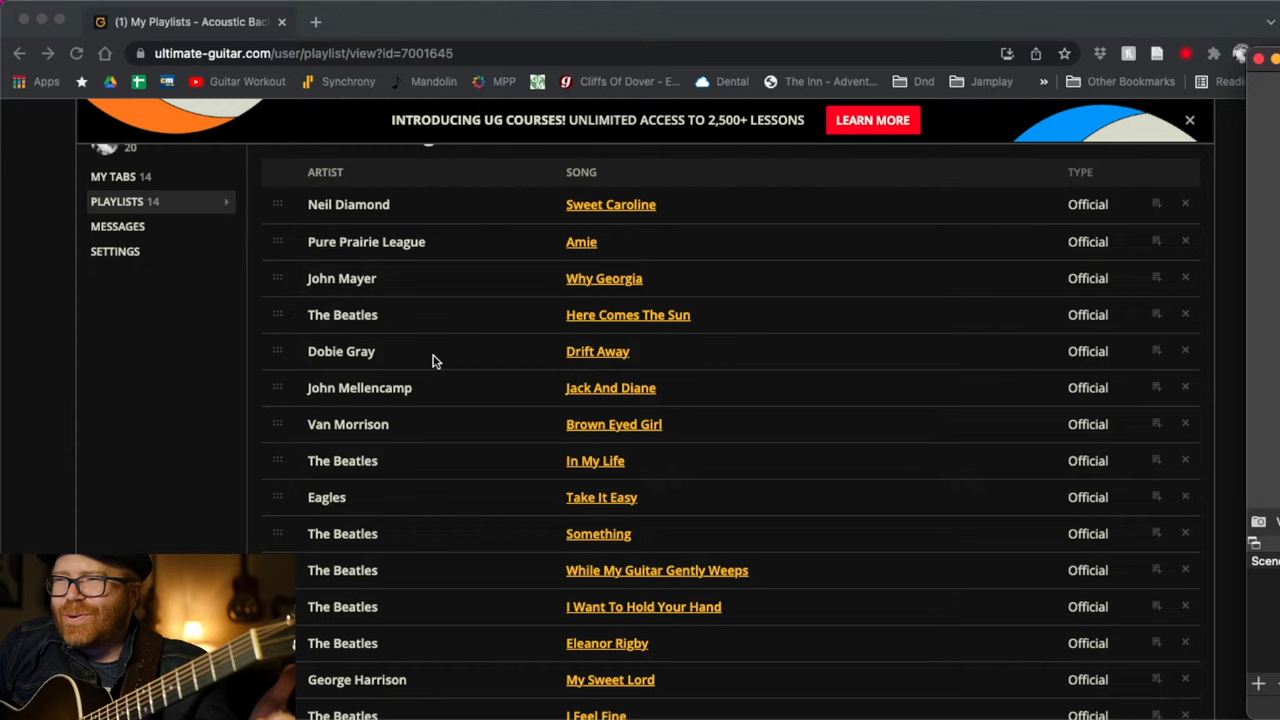 (1) My Playlists - Acoustic Bac
ultimate-guitar.com/user/playlist/view?id=7001645
Apps Guitar Workout Synchrony Mandolin MPP Cliffs Of Dover - E... Dental The Inn - Advent... Dnd Jamplay » Other Bookmarks Readi
INTRODUCING UG COURSES! UNLIMITED ACCESS TO 2,500+ LESSONS LEARN MORE
20
MY TABS 14
PLAYLISTS 14
MESSAGES
SETTINGS
ARTIST SONG TYPE
Neil Diamond Sweet Caroline Official
Pure Prairie League Amie Official
John Mayer Why Georgia Official
The Beatles Here Comes The Sun Official
Dobie Gray Drift Away Official
John Mellencamp Jack And Diane Official
Van Morrison Brown Eyed Girl Official
The Beatles In My Life Official
Eagles Take It Easy Official
The Beatles Something Official
The Beatles While My Guitar Gently Weeps Official
The Beatles I Want To Hold Your Hand Official
The Beatles Eleanor Rigby Official
George Harrison My Sweet Lord Official
The Beatles I Feel Fine Official
Scene